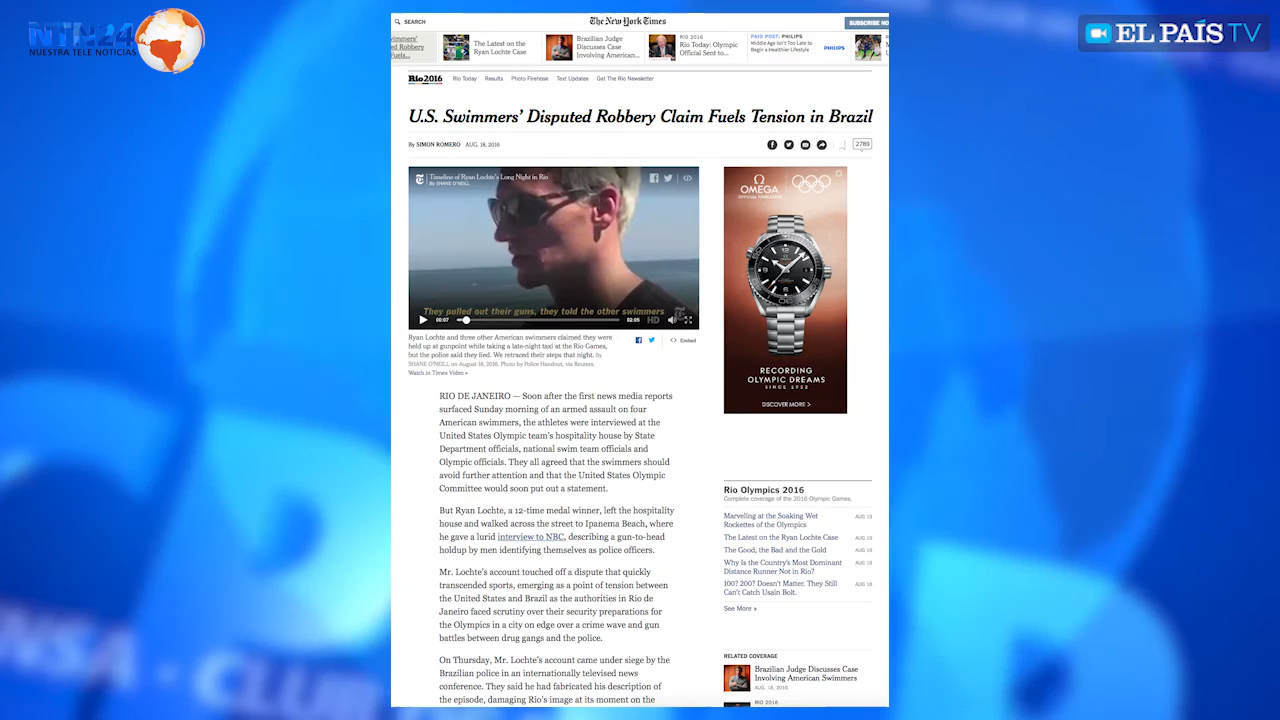 NTN24
NUESTRA TELE NOTICIAS
EL PAÍS TV
SEARCH
The New York Times
SUBSCRIBE NO
wimmers'
ed Robbery
Fuels...
The Latest on the
Ryan Lochte Case
Brazilian Judge
Discusses Case
Involving American...
RIO 2016
Rio Today: Olympic
Official Sent to...
PAID POST: PHILIPS
Middle Age Isn't Too Late to
Begin a Healthier Lifestyle
PHILIPS
Rio2016
Rio Today Results Photo Firehose Text Updates Get The Rio Newsletter
U.S. Swimmers' Disputed Robbery Claim Fuels Tension in Brazil
By SIMON ROMERO AUG. 18, 2016
2789
Timeline of Ryan Lochte's Long Night in Rio
By SHANE O'NEILL
They pulled out their guns, they told the other swimmers
00:07
02:05
HD
Ryan Lochte and three other American swimmers claimed they were
held up at gunpoint while taking a late-night taxi at the Rio Games,
but the police said they lied. We retraced their steps that night. By
SHANE O'NEILL on August 18, 2016. Photo by Police Handout, via Reuters.
Watch in Times Video »
Embed
RIO DE JANEIRO — Soon after the first news media reports
surfaced Sunday morning of an armed assault on four
American swimmers, the athletes were interviewed at the
United States Olympic team's hospitality house by State
Department officials, national swim team officials and
Olympic officials. They all agreed that the swimmers should
avoid further attention and that the United States Olympic
Committee would soon put out a statement.
But Ryan Lochte, a 12-time medal winner, left the hospitality
house and walked across the street to Ipanema Beach, where
he gave a lurid interview to NBC, describing a gun-to-head
holdup by men identifying themselves as police officers.
Mr. Lochte's account touched off a dispute that quickly
transcended sports, emerging as a point of tension between
the United States and Brazil as the authorities in Rio de
Janeiro faced scrutiny over their security preparations for
the Olympics in a city on edge over a crime wave and gun
battles between drug gangs and the police.
On Thursday, Mr. Lochte's account came under siege by the
Brazilian police in an internationally televised news
conference. They said he had fabricated his description of
the episode, damaging Rio's image at its moment on the
OMEGA
OFFICIAL TIMEKEEPER
RECORDING
OLYMPIC DREAMS
SINCE 1932
DISCOVER MORE >
Rio Olympics 2016
Complete coverage of the 2016 Olympic Games.
Marveling at the Soaking Wet
Rockettes of the Olympics
AUG 19
The Latest on the Ryan Lochte Case
The Good, the Bad and the Gold
Why Is the Country's Most Dominant
Distance Runner Not in Rio?
100? 200? Doesn't Matter. They Still
Can't Catch Usain Bolt.
See More »
RELATED COVERAGE
Brazilian Judge Discusses Case
Involving American Swimmers
AUG. 18, 2016
RIO 2016